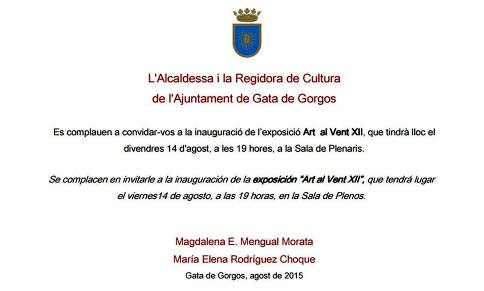 L'Alcaldessa i la Regidora de Cultura
de l'Ajuntament de Gata de Gorgos
Es complauen a convidar-vos a la inauguració de l'exposició Art al Vent XII, que tindrà lloc el
divendres 14 d'agost, a les 19 hores, a la Sala de Plenaris.
Se complacen en invitarle a la inauguración de la exposición "Art al Vent XII", que tendrá lugar
el viernes14 de agosto, a las 19 horas, en la Sala de Plenos.
Magdalena E. Mengual Morata
María Elena Rodríguez Choque
Gata de Gorgos, agost de 2015